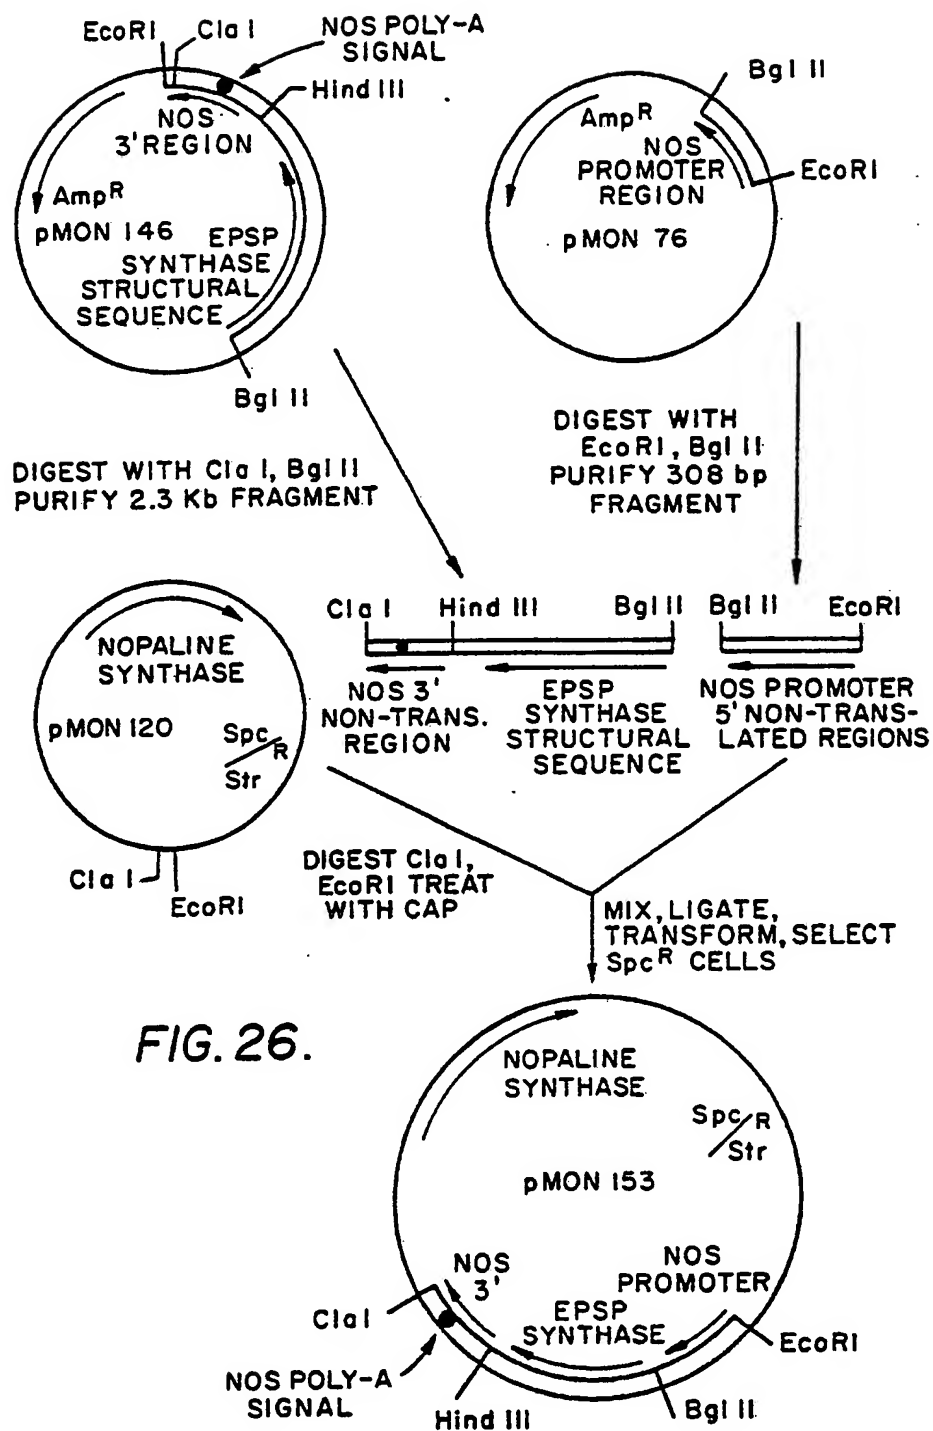 EcoRI
Cla I
NOS POLY-A
SIGNAL
Hind III
NOS
3' REGION
Amp R
pMON 146
EPSP
SYNTHASE
STRUCTURAL
SEQUENCE
Bgl II
Bgl II
Amp R
NOS
PROMOTER
REGION
EcoRI
pMON 76
DIGEST WITH Cla I, Bgl II
PURIFY 2.3 Kb FRAGMENT
DIGEST WITH
EcoRI, Bgl II
PURIFY 308 bp
FRAGMENT
NOPALINE
SYNTHASE
pMON 120
Spc R
Str
Cla I
EcoRI
Cla I Hind III Bgl II
NOS 3'
NON-TRANS.
REGION
EPSP
SYNTHASE
STRUCTURAL
SEQUENCE
Bgl II EcoRI
NOS PROMOTER
5' NON-TRANS-
LATED REGIONS
DIGEST Cla I,
EcoRI TREAT
WITH CAP
MIX, LIGATE,
TRANSFORM, SELECT
Spc R CELLS
FIG. 26.
NOPALINE
SYNTHASE
Spc R
Str
pMON 153
NOS
3'
NOS
PROMOTER
EPSP
SYNTHASE
Cla I
EcoRI
NOS POLY-A
SIGNAL
Hind III
Bgl II